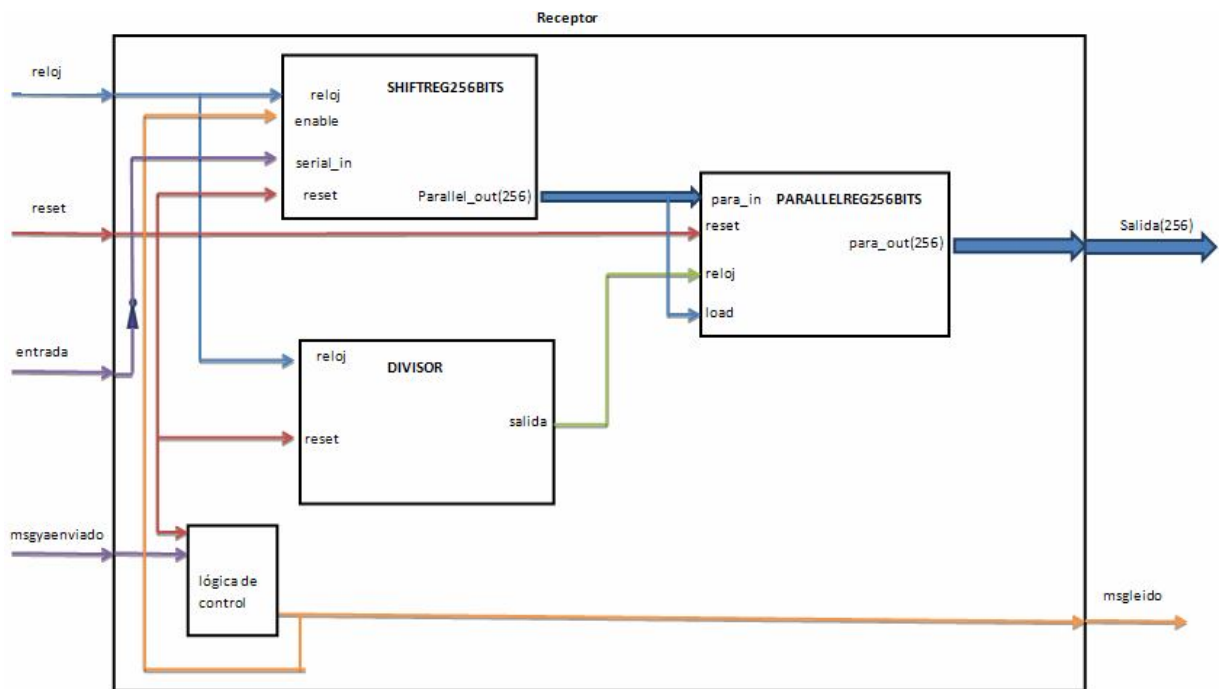 Receptor
reloj
SHIFTREG256BITS
reloj
enable
serial_in
reset
Parallel_out(256)
reset
para_in
PARALLELREG256BITS
reset
para_out(256)
reloj
load
Salida(256)
entrada
reloj
DIVISOR
salida
reset
msgyaenviado
lógica de
control
msgleido